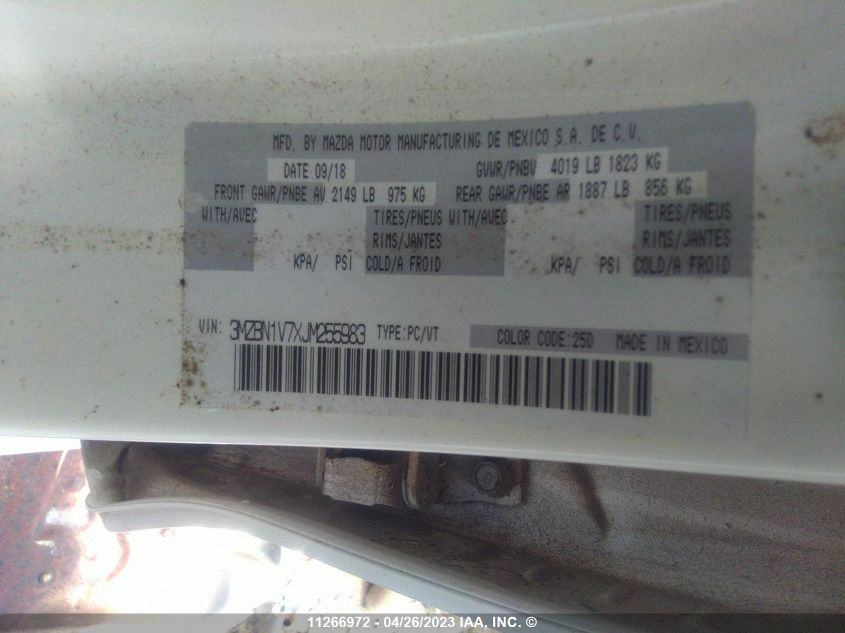 MFD. BY MAZDA MOTOR MANUFACTURING DE MEXICO S.A. DE C.V.
DATE 09/18 GVWR/PNBV 4019 LB 1823 KG
FRONT GAWR/PNBE AV 2149 LB 975 KG REAR GAWR/PNBE AR 1887 LB 856 KG
WITH/AVEC TIRES/PNEUS WITH/AVEC TIRES/PNEUS
RIMS/JANTES RIMS/JANTES
KPA/ PSI COLD/A FROID KPA/ PSI COLD/A FROID
VIN: 3MZBN1V7XJM255983 TYPE:PC/VT COLOR CODE:25D MADE IN MEXICO
11266972 - 04/26/2023 IAA, INC. ©